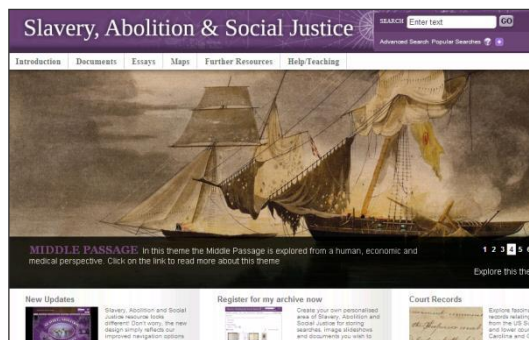 Slavery, Abolition & Social Justice
SEARCH Enter text GO
Advanced Search Popular Searches ?
Introduction Documents Essays Maps Further Resources Help/Teaching
MIDDLE PASSAGE In this theme the Middle Passage is explored from a human, economic and
medical perspective. Click on the link to read more about this theme
1 2 3 4 5 6
Explore this the
New Updates
Slavery, Abolition and Social
Justice resource looks
different! Don't worry, the new
design simply reflects our
improved navigation options
Register for my archive now
Create your own personalised
area of Slavery, Abolition and
Social Justice for storing
searches, image slideshows
and documents you wish to
Court Records
Explore fascin
records relating
from the US S
and lower cou
Carolina and